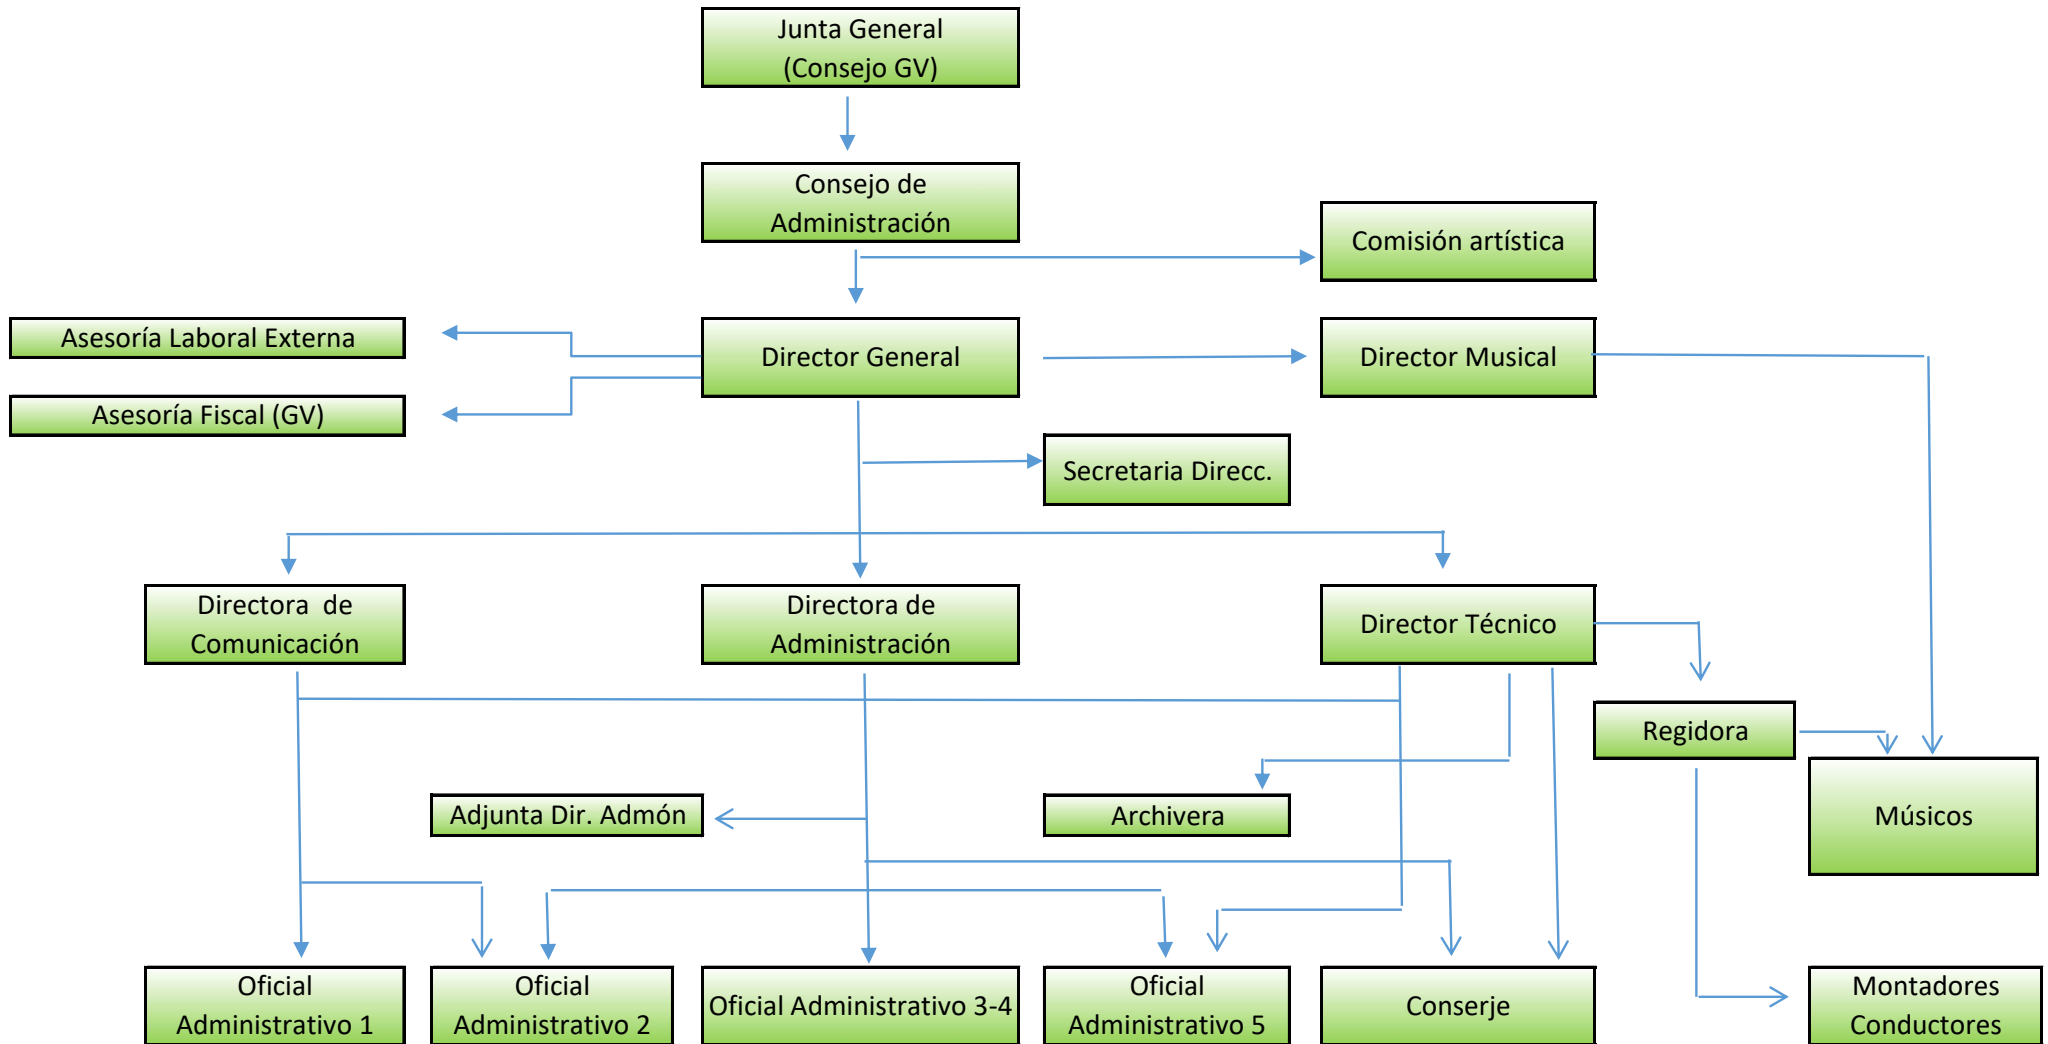 Junta General
(Consejo GV)
Consejo de
Administración
Comisión artística
Asesoría Laboral Externa
Director General
Director Musical
Asesoría Fiscal (GV)
Secretaria Direcc.
Directora de
Comunicación
Directora de
Administración
Director Técnico
Regidora
Adjunta Dir. Admón
Archivera
Músicos
Oficial
Administrativo 1
Oficial
Administrativo 2
Oficial Administrativo 3-4
Oficial
Administrativo 5
Conserje
Montadores
Conductores